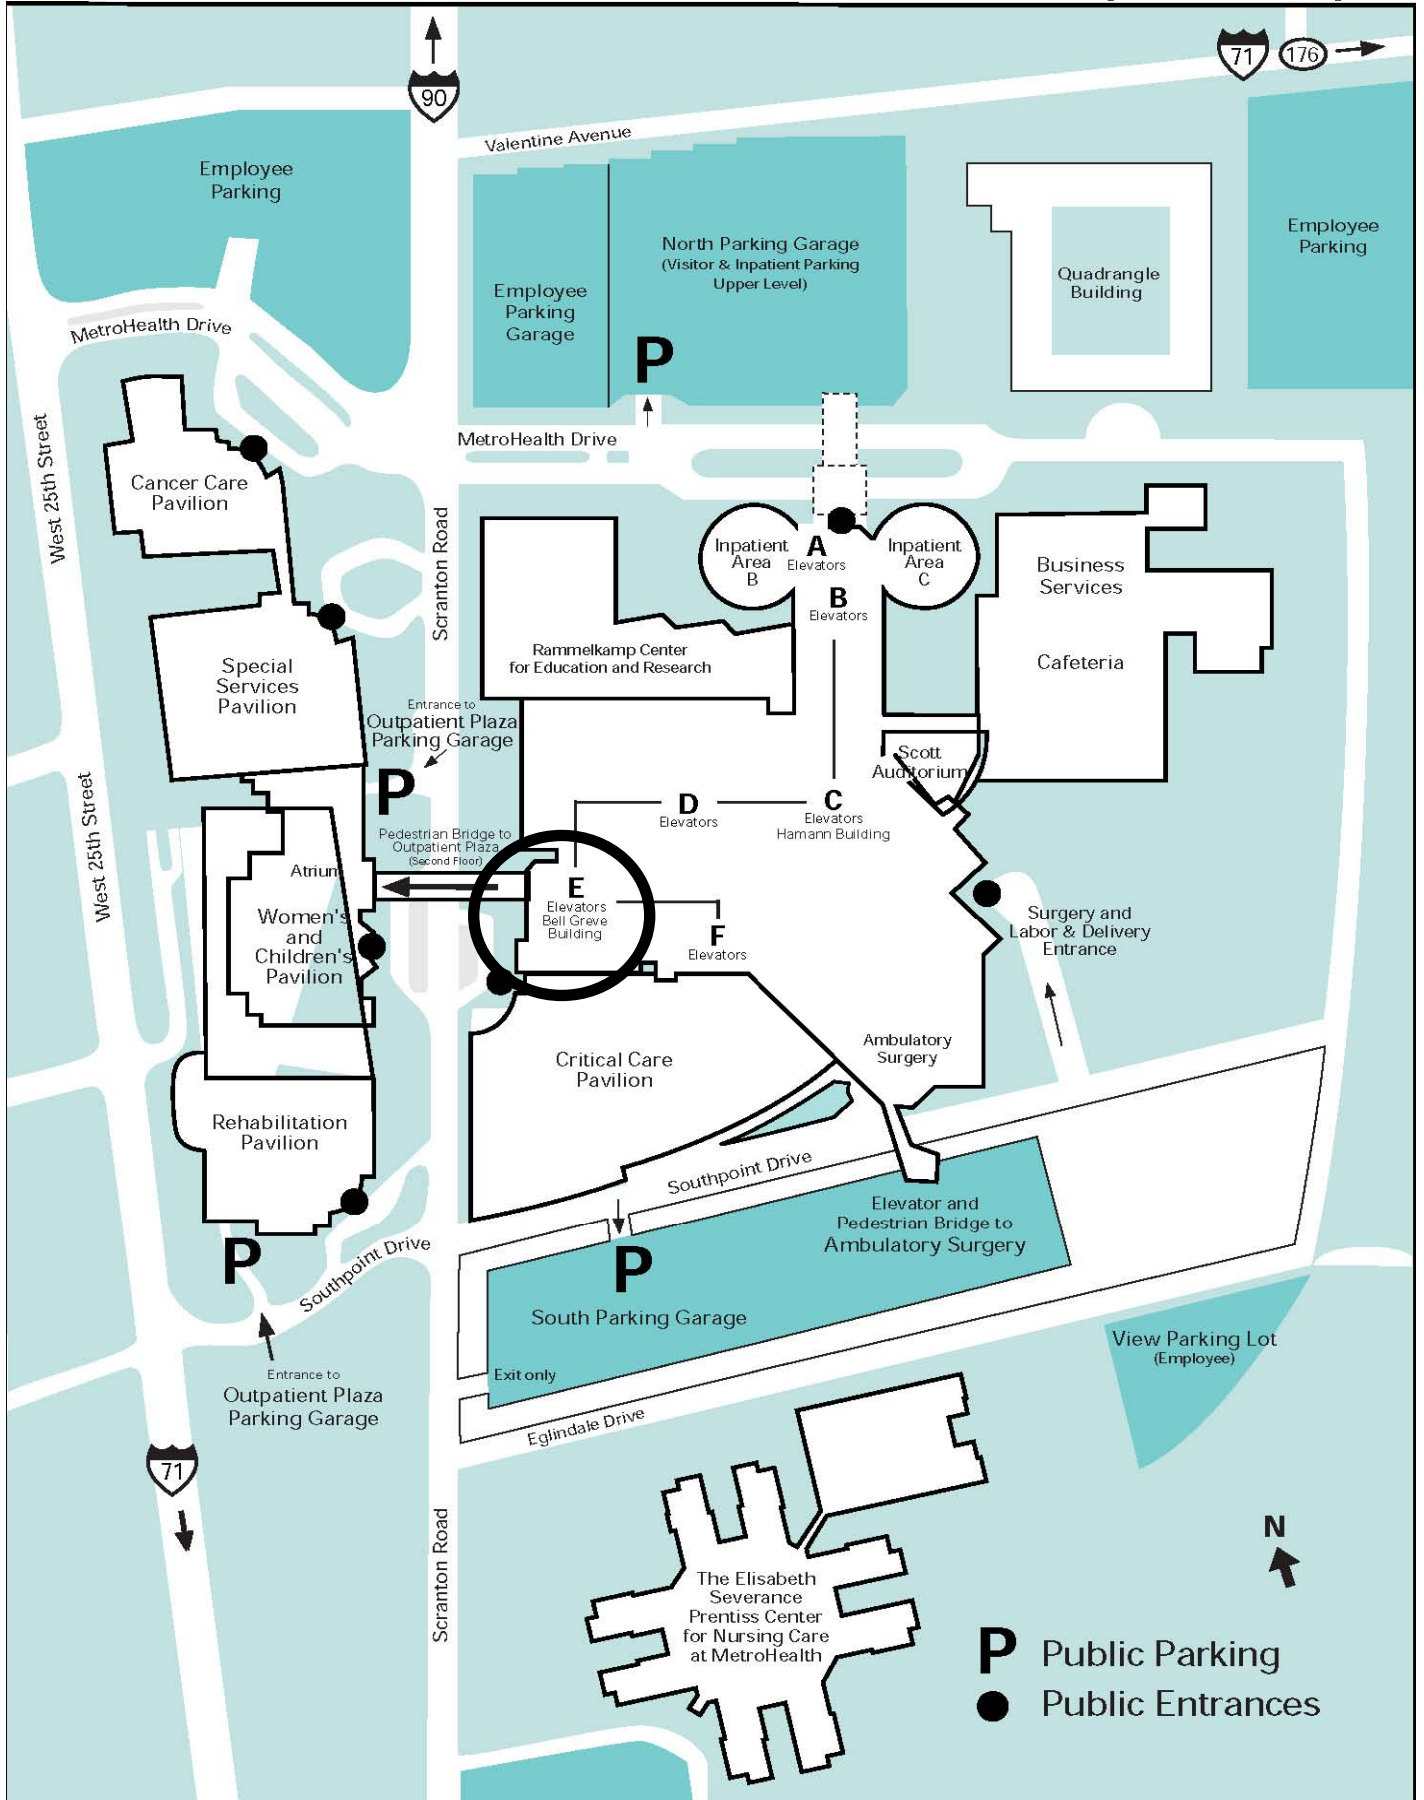 90
71
176
Valentine Avenue
Employee
Parking
North Parking Garage
(Visitor & Inpatient Parking
Upper Level)
Employee
Parking
Garage
P
Quadrangle
Building
Employee
Parking
MetroHealth Drive
MetroHealth Drive
West 25th Street
Cancer Care
Pavilion
Scranton Road
Inpatient
Area
B
A
Elevators
Inpatient
Area
C
B
Elevators
Business
Services
Cafeteria
Rammelkamp Center
for Education and Research
Special
Services
Pavilion
Entrance to
Outpatient Plaza
Parking Garage
P
Scott
Auditorium
West 25th Street
D
Elevators
C
Elevators
Hamann Building
Pedestrian Bridge to
Outpatient Plaza
(Second Floor)
Atrium
E
Elevators
Bell Greve
Building
F
Elevators
Women's
and
Children's
Pavilion
Surgery and
Labor & Delivery
Entrance
Ambulatory
Surgery
Critical Care
Pavilion
Rehabilitation
Pavilion
Southpoint Drive
Elevator and
Pedestrian Bridge to
Ambulatory Surgery
P
Southpoint Drive
P
South Parking Garage
Exit only
View Parking Lot
(Employee)
Entrance to
Outpatient Plaza
Parking Garage
Eglindale Drive
71
Scranton Road
The Elisabeth
Severance
Prentiss Center
for Nursing Care
at MetroHealth
N
P Public Parking
Public Entrances